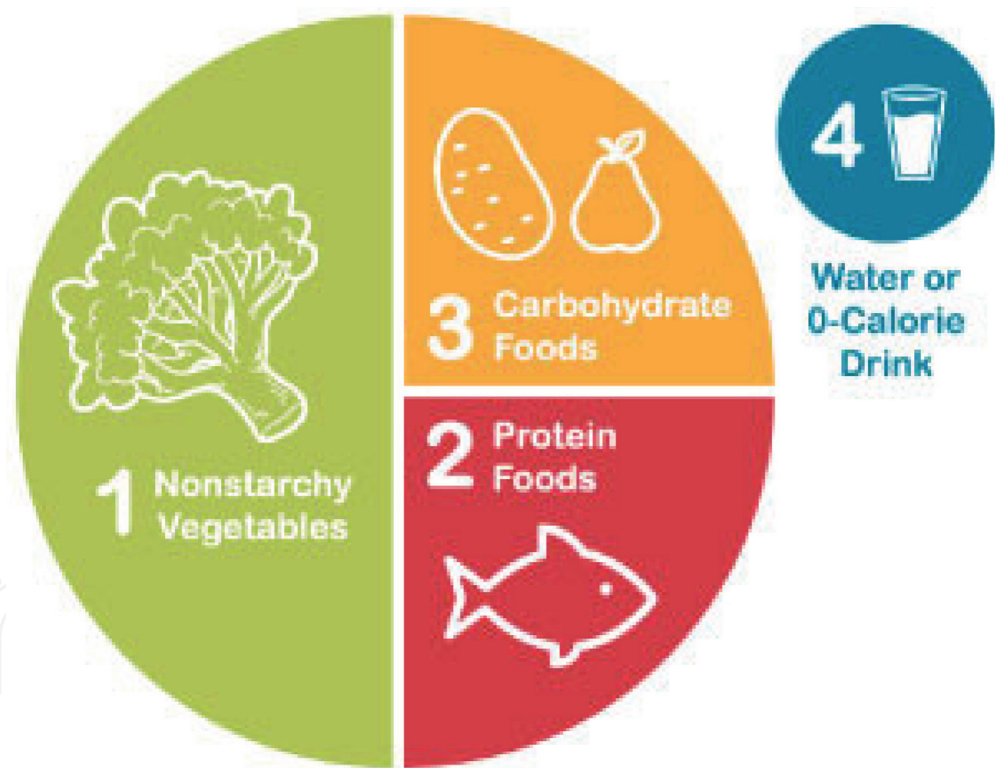 1 Nonstarchy
Vegetables
2 Protein
Foods
3 Carbohydrate
Foods
4
Water or
0-Calorie
Drink